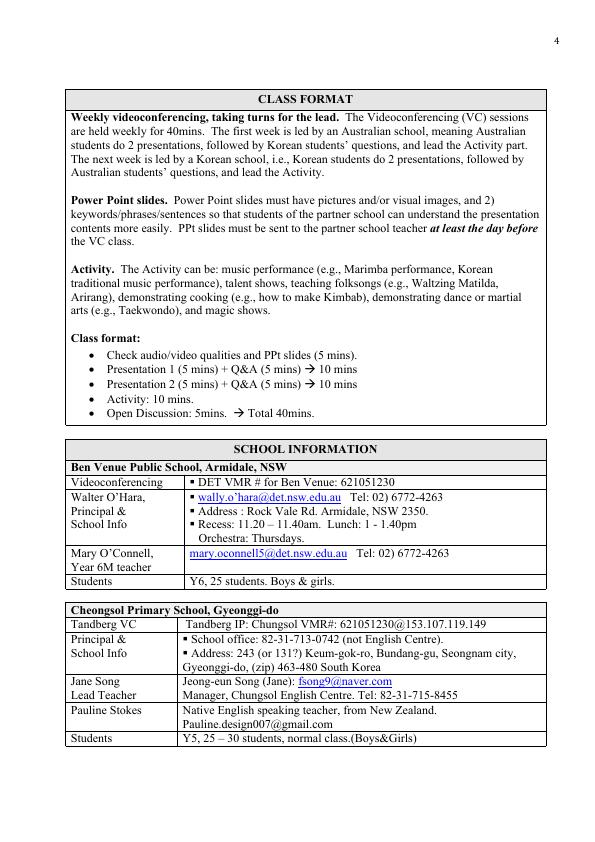 4
CLASS FORMAT
Weekly videoconferencing, taking turns for the lead. The Videoconferencing (VC) sessions
are held weekly for 40mins. The first week is led by an Australian school, meaning Australian
students do 2 presentations, followed by Korean students’ questions, and lead the Activity part.
The next week is led by a Korean school, i.e., Korean students do 2 presentations, followed by
Australian students’ questions, and lead the Activity.
Power Point slides. Power Point slides must have pictures and/or visual images, and 2)
keywords/phrases/sentences so that students of the partner school can understand the presentation
contents more easily. PPt slides must be sent to the partner school teacher at least the day before
the VC class.
Activity. The Activity can be: music performance (e.g., Marimba performance, Korean
traditional music performance), talent shows, teaching folksongs (e.g., Waltzing Matilda,
Arirang), demonstrating cooking (e.g., how to make Kimbab), demonstrating dance or martial
arts (e.g., Taekwondo), and magic shows.
Class format:
• Check audio/video qualities and PPt slides (5 mins).
• Presentation 1 (5 mins) + Q&A (5 mins) → 10 mins
• Presentation 2 (5 mins) + Q&A (5 mins) → 10 mins
• Activity: 10 mins.
• Open Discussion: 5mins. → Total 40mins.
SCHOOL INFORMATION
Ben Venue Public School, Armidale, NSW
Videoconferencing ▪ DET VMR # for Ben Venue: 621051230
Walter O’Hara, ▪ wally.o’hara@det.nsw.edu.au Tel: 02) 6772-4263
Principal & ▪ Address : Rock Vale Rd. Armidale, NSW 2350.
School Info ▪ Recess: 11.20 – 11.40am. Lunch: 1 - 1.40pm
Orchestra: Thursdays.
Mary O’Connell, mary.oconnell5@det.nsw.edu.au Tel: 02) 6772-4263
Year 6M teacher
Students Y6, 25 students. Boys & girls.
Cheongsol Primary School, Gyeonggi-do
Tandberg VC Tandberg IP: Chungsol VMR#: 621051230@153.107.119.149
Principal & ▪ School office: 82-31-713-0742 (not English Centre).
School Info ▪ Address: 243 (or 131?) Keum-gok-ro, Bundang-gu, Seongnam city,
Gyeonggi-do, (zip) 463-480 South Korea
Jane Song Jeong-eun Song (Jane): fsong9@naver.com
Lead Teacher Manager, Chungsol English Centre. Tel: 82-31-715-8455
Pauline Stokes Native English speaking teacher, from New Zealand.
Pauline.design007@gmail.com
Students Y5, 25 – 30 students, normal class.(Boys&Girls)